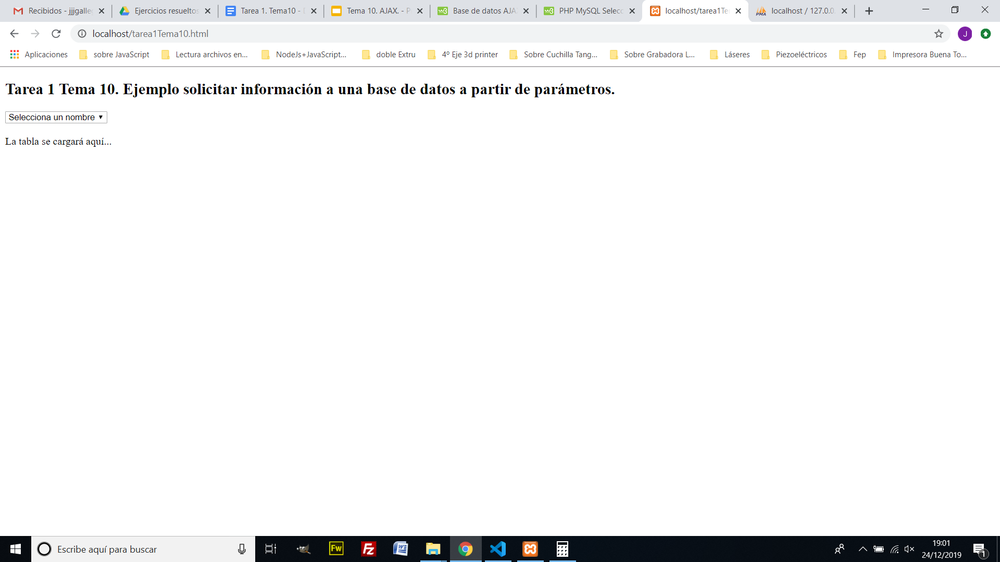 Recibidos - jjjgalleg
Ejercicios resueltos
Tarea 1. Tema10 - D
Tema 10. AJAX. - P
Base de datos AJA
PHP MySQL Selec
localhost/tarea1Te
localhost / 127.0.0.
localhost/tarea1Tema10.html
J
Aplicaciones
sobre JavaScript
Lectura archivos en...
NodeJs+JavaScript...
doble Extru
4º Eje 3d printer
Sobre Cuchilla Tang...
Sobre Grabadora L...
Láseres
Piezoeléctricos
Fep
Impresora Buena To...
Tarea 1 Tema 10. Ejemplo solicitar información a una base de datos a partir de parámetros.
Selecciona un nombre
La tabla se cargará aquí...
Escribe aquí para buscar
Fw
19:01
24/12/2019
1